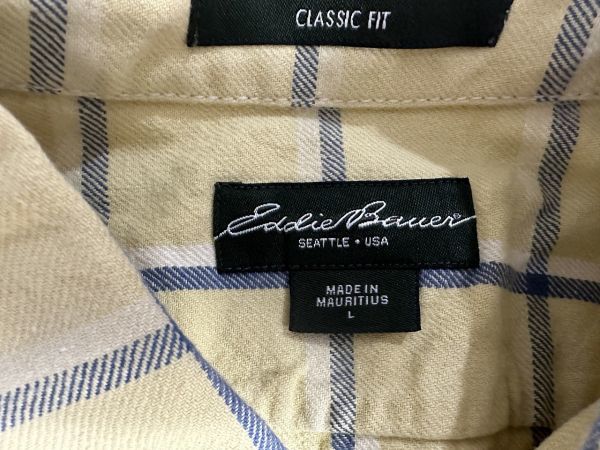 CLASSIC FIT
Eddie Bauer®
SEATTLE • USA
MADE IN
MAURITIUS
L